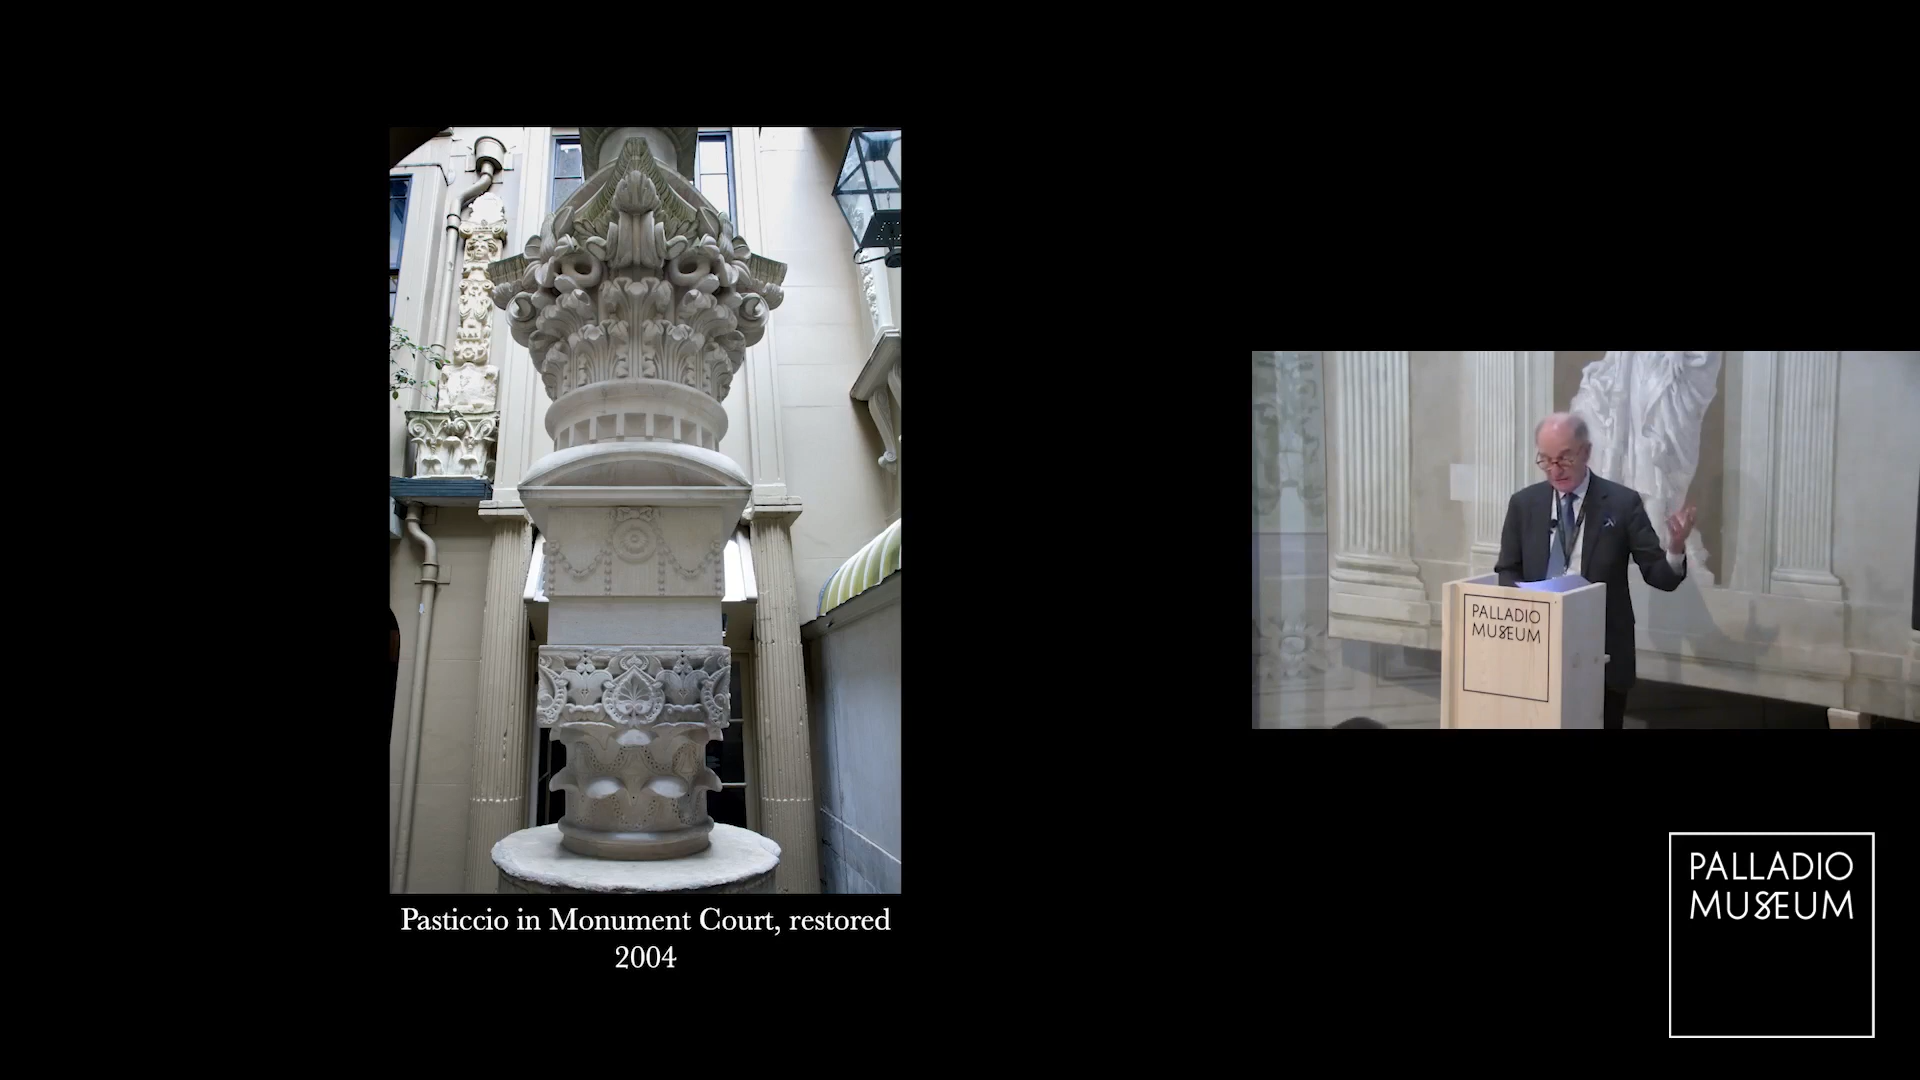 Pasticcio in Monument Court, restored
2004
PALLADIO
MUSEUM
PALLADIO
MUSEUM